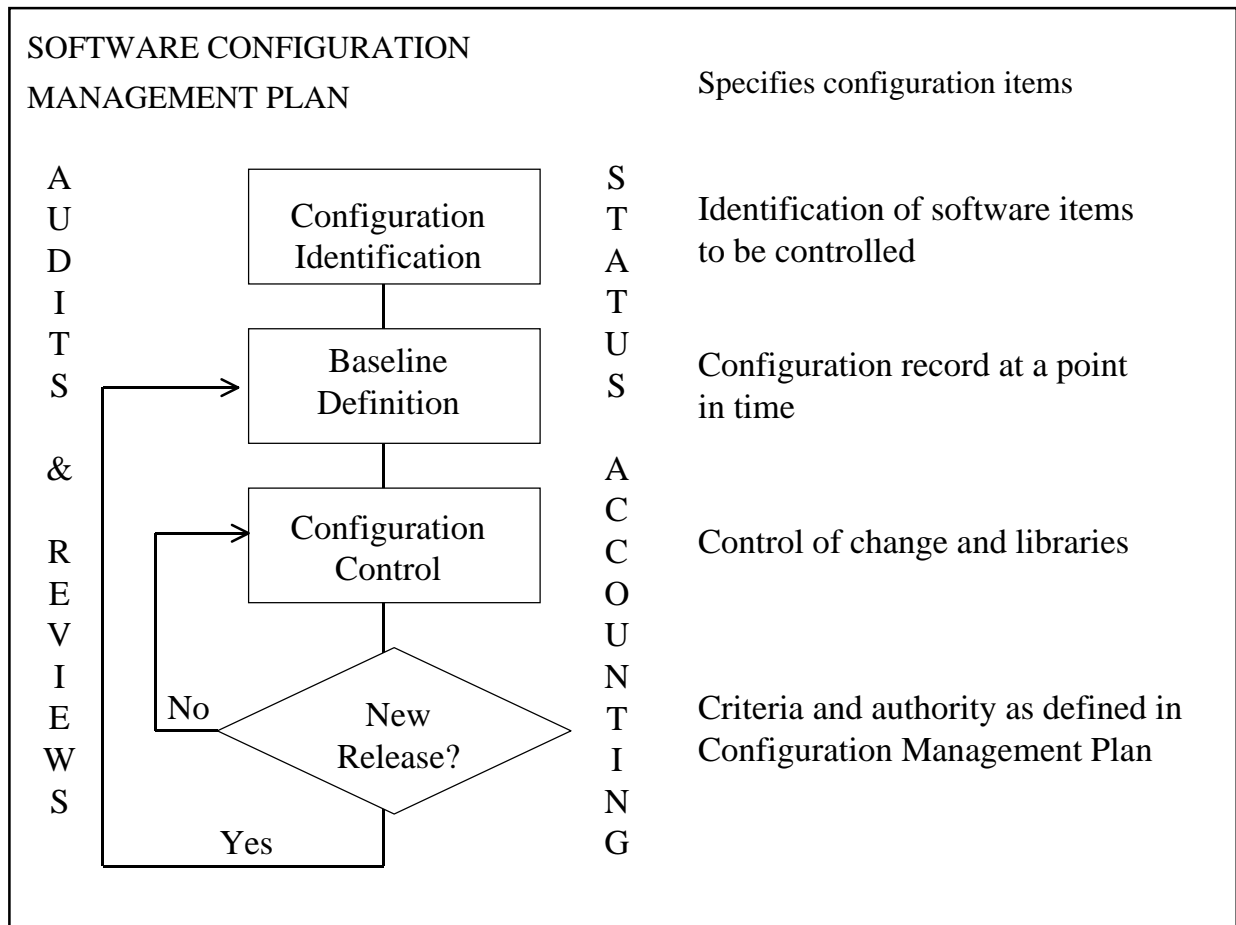 SOFTWARE CONFIGURATION
MANAGEMENT PLAN
Specifies configuration items
AUDITS & REVIEWS
Configuration
Identification
STATUS ACCOUNTING
Identification of software items
to be controlled
Baseline
Definition
Configuration record at a point
in time
Configuration
Control
Control of change and libraries
No
New
Release?
Criteria and authority as defined in
Configuration Management Plan
Yes